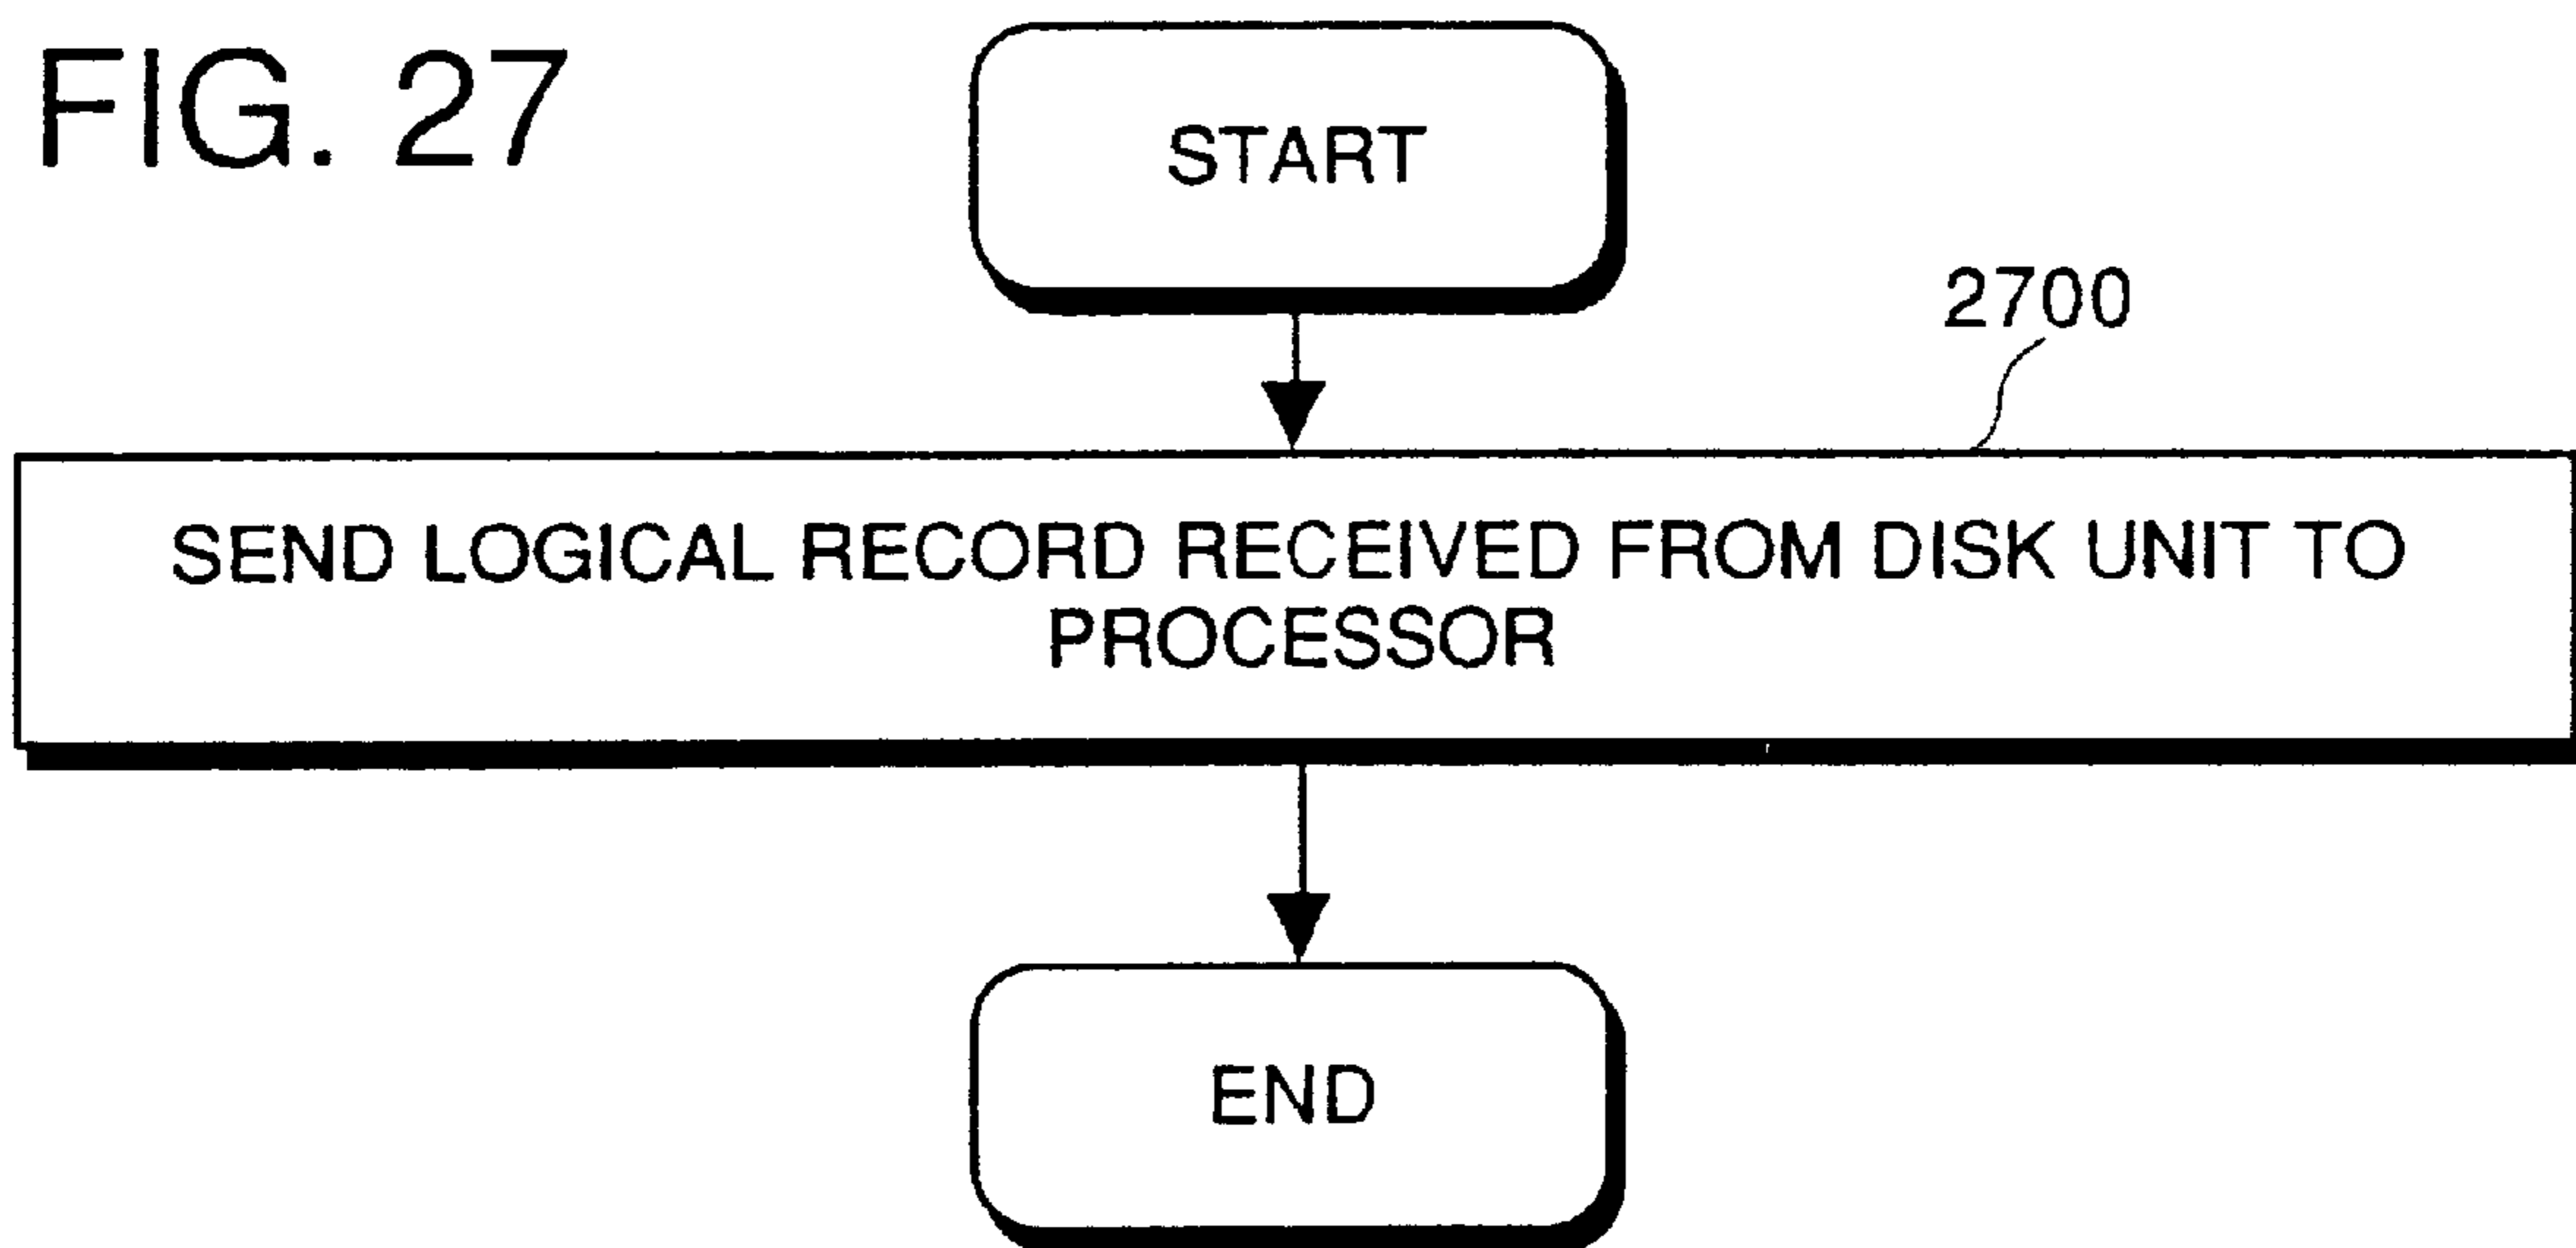 FIG. 27
START
2700
SEND LOGICAL RECORD RECEIVED FROM DISK UNIT TO
PROCESSOR
END